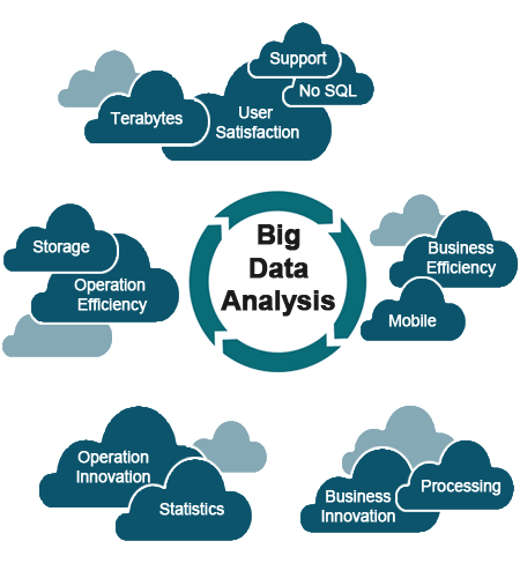 Support
No SQL
Terabytes
User
Satisfaction
Storage
Operation
Efficiency
Big
Data
Analysis
Business
Efficiency
Mobile
Operation
Innovation
Statistics
Business
Innovation
Processing